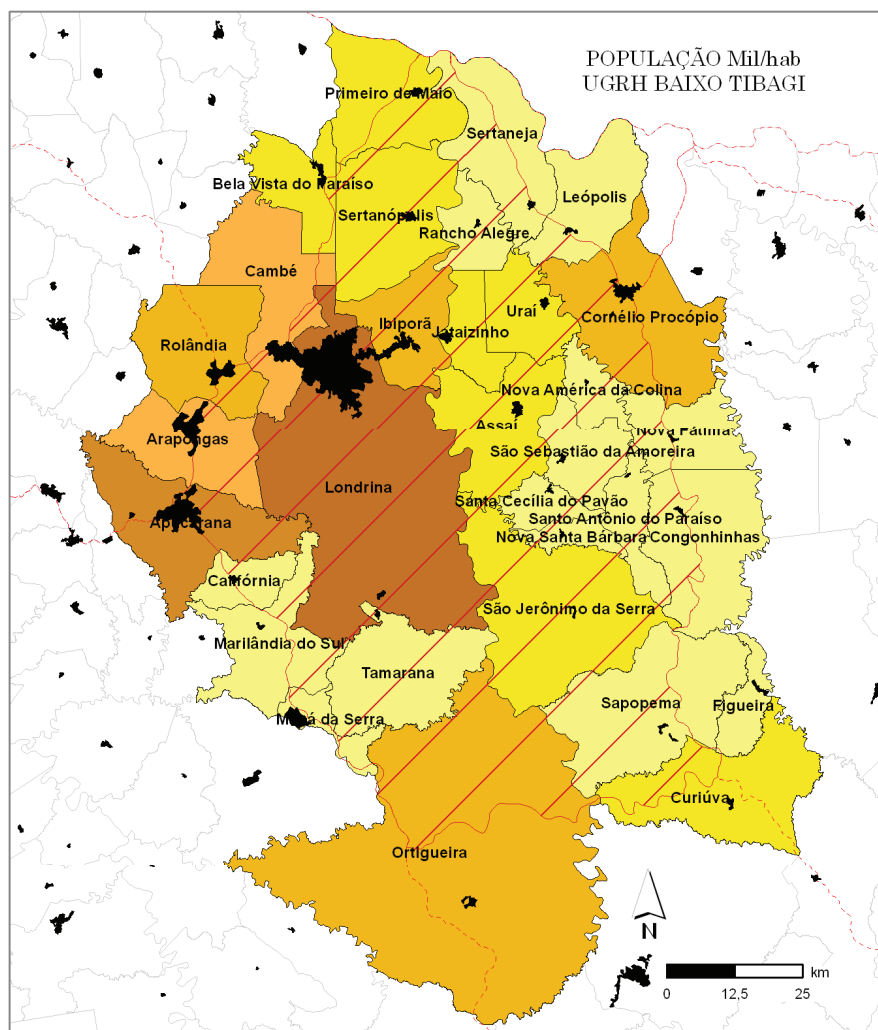 POPULAÇÃO Mil/hab
UGRH BAIXO TIBAGI
Primeiro de Maio
Sertaneja
Bela Vista do Paraíso
Leópolis
Sertanópolis
Rancho Alegre
Cambé
Uraí
Ibiporã
Cornélio Procópio
Jataizinho
Rolândia
Nova América da Colina
Assaí
Nova Fátima
Arapongas
São Sebastião da Amoreira
Londrina
Santa Cecília do Pavão
Apucarana
Santo Antônio do Paraíso
Nova Santa Bárbara
Congonhinhas
Califórnia
São Jerônimo da Serra
Marilândia do Sul
Tamarana
Sapopema
Figueira
Mauá da Serra
Curiúva
Ortigueira
N
km
0
12,5
25